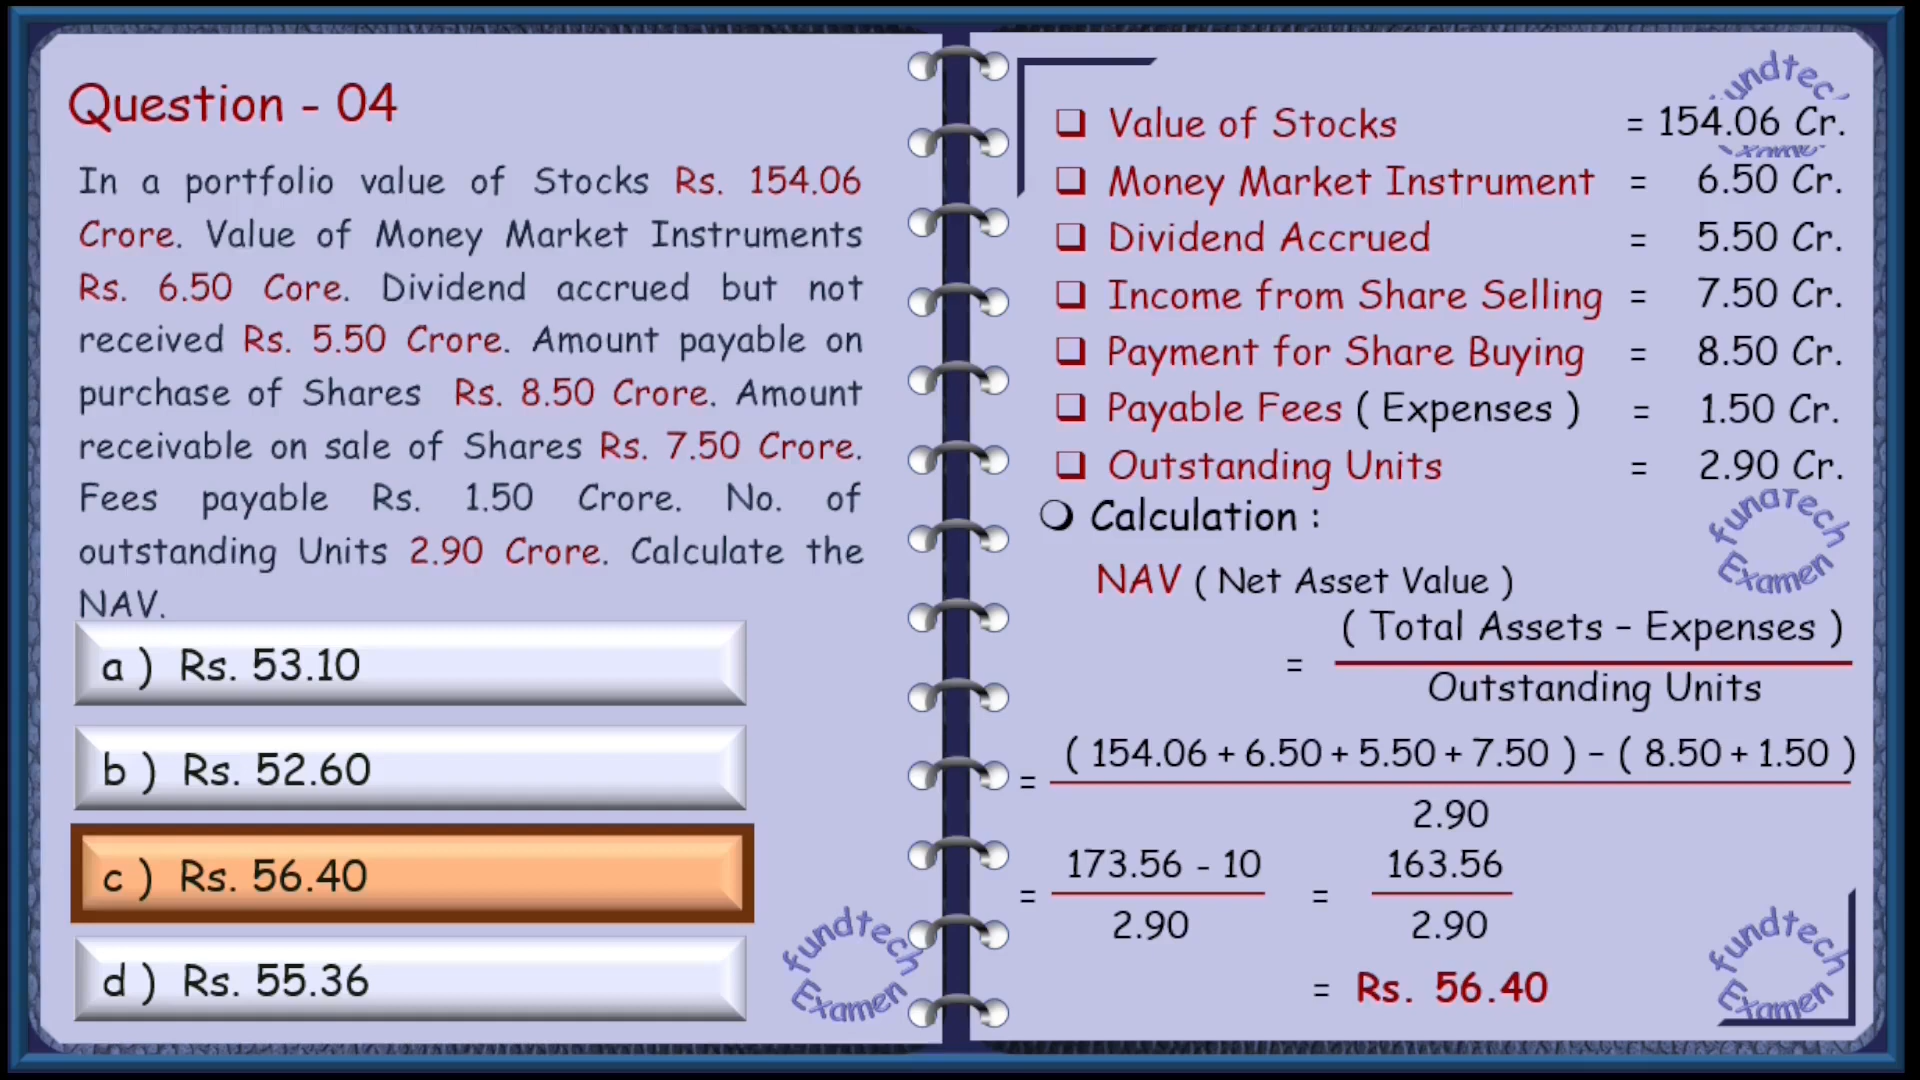 Question - 04
In a portfolio value of Stocks Rs. 154.06
Crore. Value of Money Market Instruments
Rs. 6.50 Core. Dividend accrued but not
received Rs. 5.50 Crore. Amount payable on
purchase of Shares Rs. 8.50 Crore. Amount
receivable on sale of Shares Rs. 7.50 Crore.
Fees payable Rs. 1.50 Crore. No. of
outstanding Units 2.90 Crore. Calculate the
NAV.
a ) Rs. 53.10
b ) Rs. 52.60
c ) Rs. 56.40
d ) Rs. 55.36
fundtech
Examen
fundtech
Examen
Value of Stocks = 154.06 Cr.
Money Market Instrument = 6.50 Cr.
Dividend Accrued = 5.50 Cr.
Income from Share Selling = 7.50 Cr.
Payment for Share Buying = 8.50 Cr.
Payable Fees ( Expenses ) = 1.50 Cr.
Outstanding Units = 2.90 Cr.
fundtech
Examen
Calculation :
NAV ( Net Asset Value )
( Total Assets – Expenses )
=
Outstanding Units
( 154.06 + 6.50 + 5.50 + 7.50 ) – ( 8.50 + 1.50 )
=
2.90
173.56 - 10 163.56
= =
2.90 2.90
= Rs. 56.40
fundtech
Examen